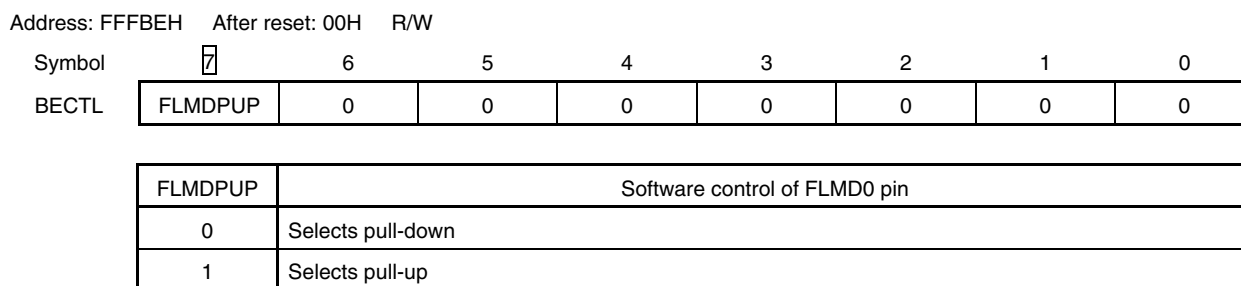 Address: FFFBEH After reset: 00H R/W
Symbol 7 6 5 4 3 2 1 0
BECTL FLMDPUP 0 0 0 0 0 0 0
FLMDPUP Software control of FLMD0 pin
0 Selects pull-down
1 Selects pull-up